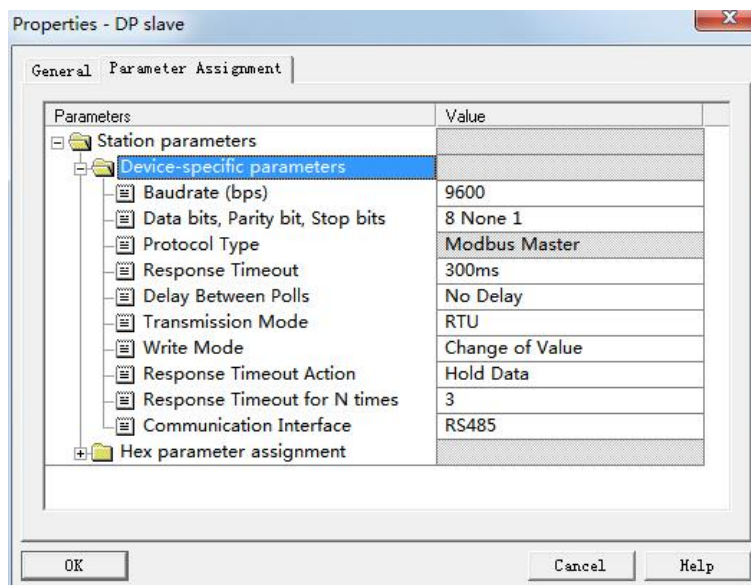 Properties - DP slave
General Parameter Assignment
Parameters Value
Station parameters
Device-specific parameters
Baudrate (bps) 9600
Data bits, Parity bit, Stop bits 8 None 1
Protocol Type Modbus Master
Response Timeout 300ms
Delay Between Polls No Delay
Transmission Mode RTU
Write Mode Change of Value
Response Timeout Action Hold Data
Response Timeout for N times 3
Communication Interface RS485
Hex parameter assignment
OK Cancel Help